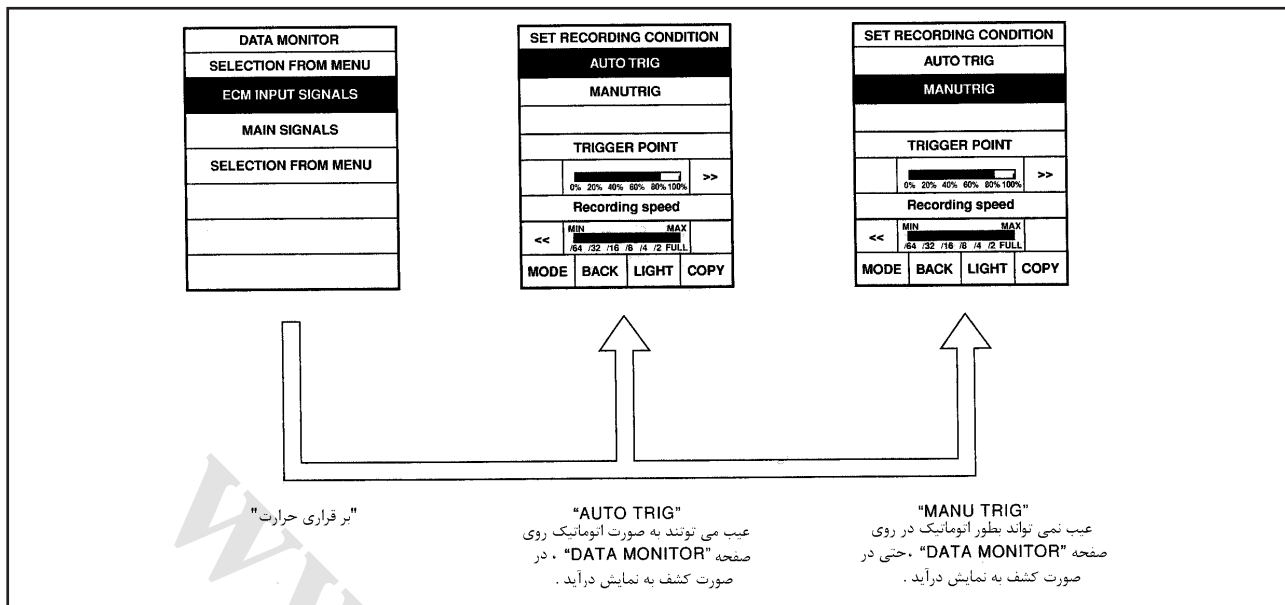 DATA MONITOR
SELECTION FROM MENU
ECM INPUT SIGNALS
MAIN SIGNALS
SELECTION FROM MENU
SET RECORDING CONDITION
AUTO TRIG
MANUTRIG
TRIGGER POINT
>>
0% 20% 40% 60% 80% 100%
Recording speed
MIN MAX
<<
/64 /32 /16 /8 /4 /2 FULL
MODE BACK LIGHT COPY
SET RECORDING CONDITION
AUTO TRIG
MANUTRIG
TRIGGER POINT
>>
0% 20% 40% 60% 80% 100%
Recording speed
MIN MAX
<<
/64 /32 /16 /8 /4 /2 FULL
MODE BACK LIGHT COPY
"بر قراری حرارت"
"AUTO TRIG"
عیب می توتند به صورت اتوماتیک روی
صفحه "DATA MONITOR" ، در
صورت کشف به نمایش درآید .
"MANU TRIG"
عیب نمی تواند بطور اتوماتیک در روی
صفحه "DATA MONITOR" ،حتی در
صورت کشف به نمایش درآید .